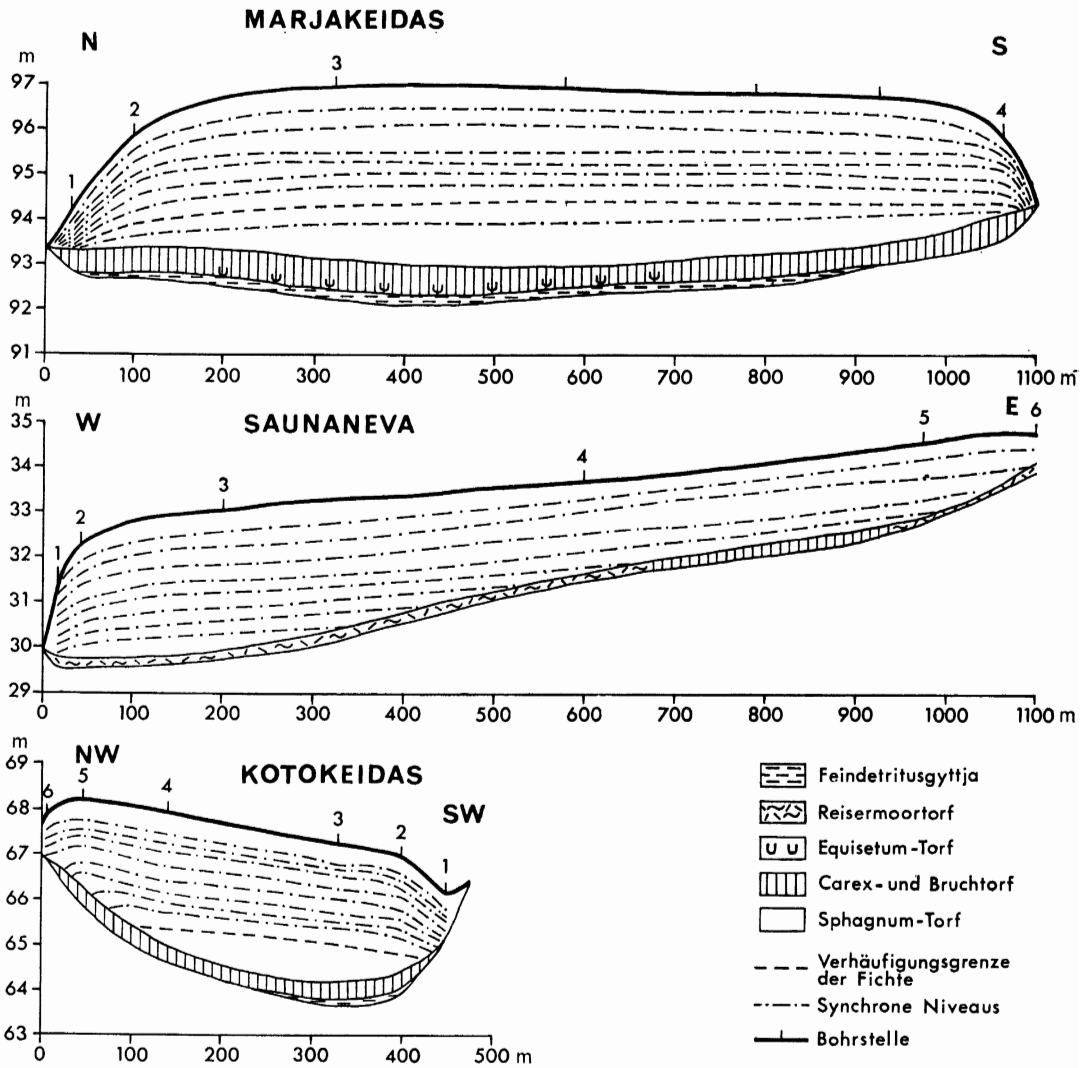 MARJAKEIDAS
N S
m
97
96
95
94
93
92
91
1 2 3 4
0 100 200 300 400 500 600 700 800 900 1000 1100 m
W SAUNANEVA E
m
35
34
33
32
31
30
29
1 2 3 4 5 6
0 100 200 300 400 500 600 700 800 900 1000 1100 m
NW KOTOKEIDAS SW
m
69
68
67
66
65
64
63
6 5 4 3 2 1
0 100 200 300 400 500 m
Feindetritusgyttja
Reisermoortorf
Equisetum-Torf
Carex- und Bruchtorf
Sphagnum-Torf
Verhäufigungsgrenze
der Fichte
Synchrone Niveaus
Bohrstelle